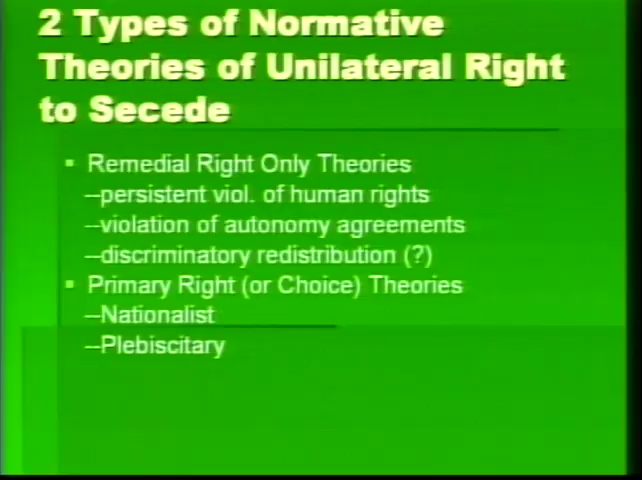 2 Types of Normative
Theories of Unilateral Right
to Secede
▪ Remedial Right Only Theories
--persistent viol. of human rights
--violation of autonomy agreements
--discriminatory redistribution (?)
▪ Primary Right (or Choice) Theories
--Nationalist
--Plebiscitary